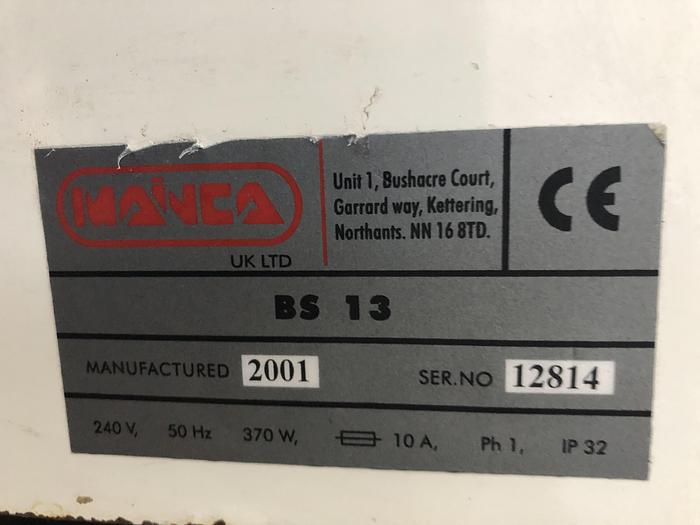 MAINCA
UK LTD
Unit 1, Bushacre Court,
Garrard way, Kettering,
Northants. NN 16 8TD.
CE
BS 13
MANUFACTURED 2001 SER.NO 12814
240 V, 50 Hz 370 W, 10 A, Ph 1, IP 32